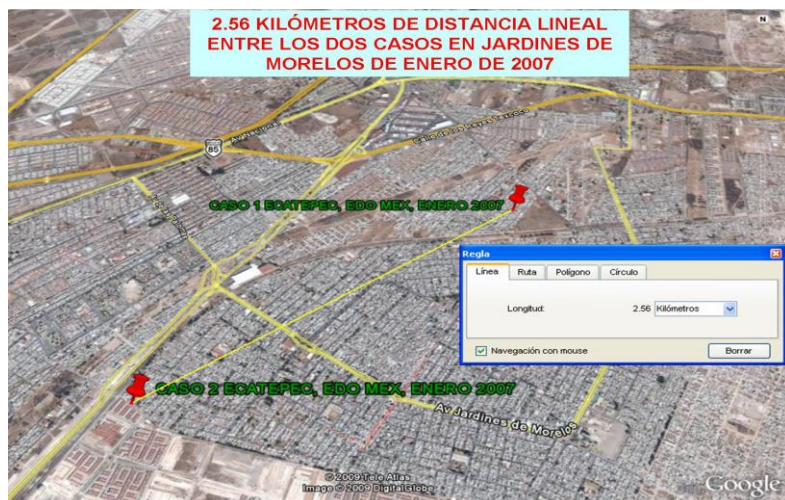 2.56 KILÓMETROS DE DISTANCIA LINEAL
ENTRE LOS DOS CASOS EN JARDINES DE
MORELOS DE ENERO DE 2007
N
Av Nacional
85
CASO 1 ECATEPEC, EDO MEX, ENERO 2007
Regla
Línea
Ruta
Polígono
Círculo
Longitud:
2.56
Kilómetros
Navegación con mouse
Borrar
CASO 2 ECATEPEC, EDO MEX, ENERO 2007
Av Jardines de Morelos
© 2009 Tele Atlas
Image © 2009 DigitalGlobe
Google